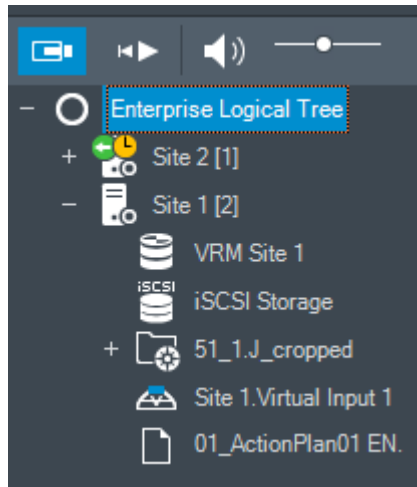 Enterprise Logical Tree
Site 2 [1]
Site 1 [2]
VRM Site 1
iSCSI
iSCSI Storage
51_1.J_cropped
Site 1.Virtual Input 1
01_ActionPlan01 EN.